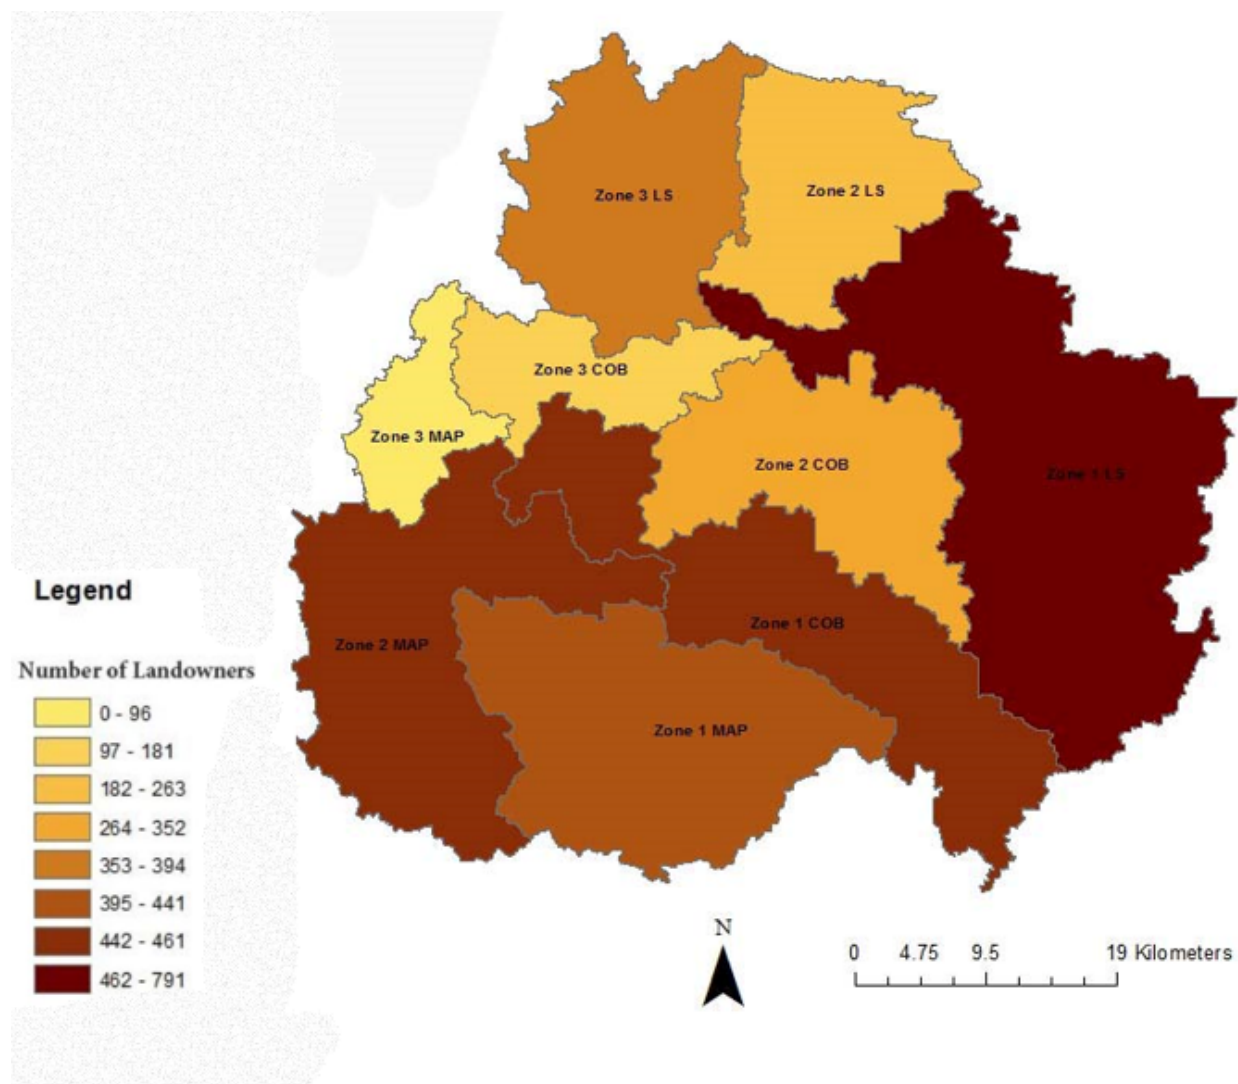 Zone 3 LS
Zone 2 LS
Zone 3 COB
Zone 3 MAP
Zone 2 COB
Zone 1 LS
Zone 1 COB
Zone 2 MAP
Zone 1 MAP
Legend
Number of Landowners
0 - 96
97 - 181
182 - 263
264 - 352
353 - 394
395 - 441
442 - 461
462 - 791
N
0 4.75 9.5 19 Kilometers